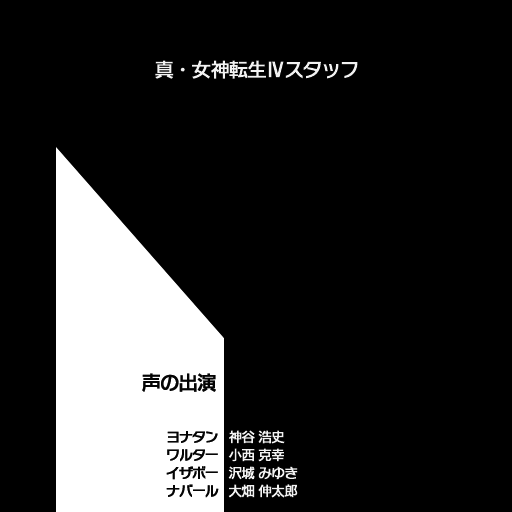 真・女神転生Ⅳスタッフ
声の出演
ヨナタン 神谷 浩史
ワルター 小西 克幸
イザボー 沢城 みゆき
ナバール 大畑 伸太郎